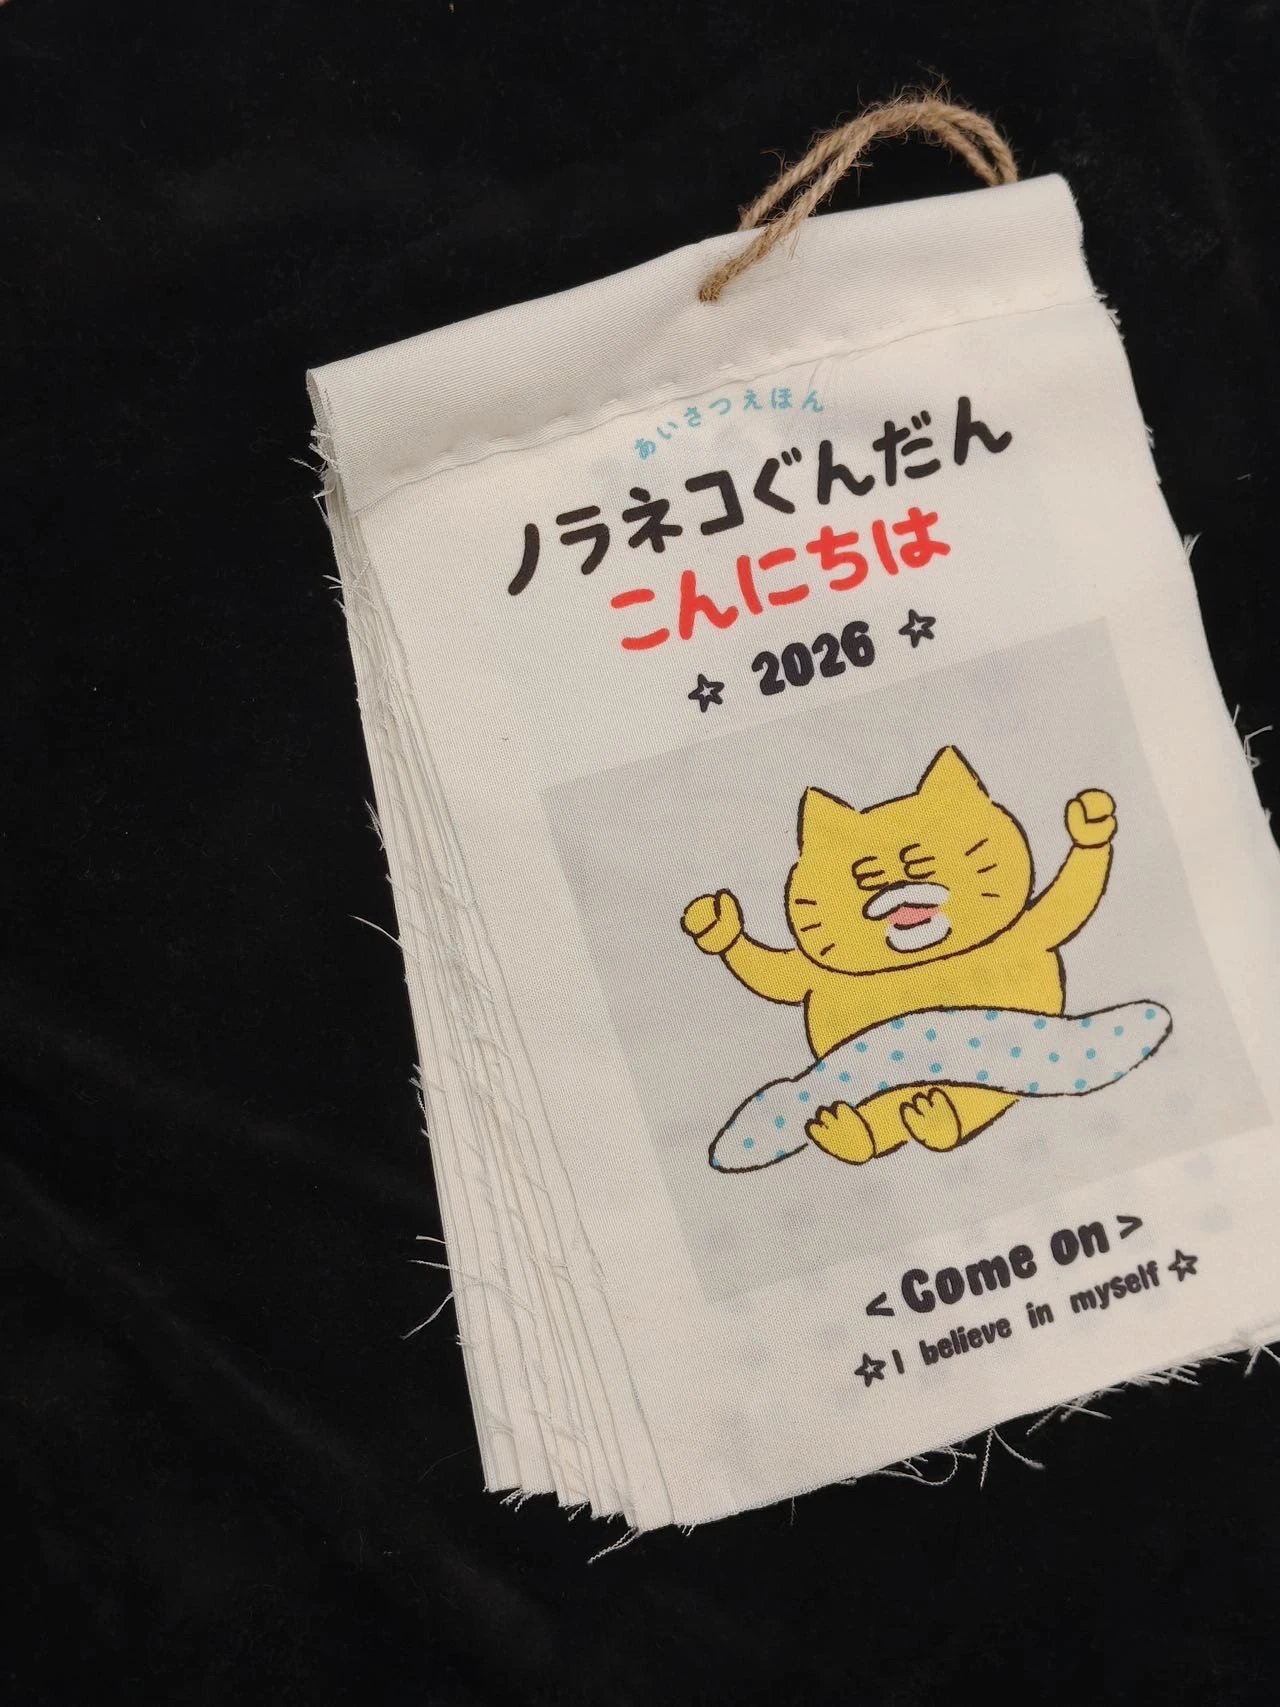 あいさつえほん
ノラネコぐんだん
こんにちは
☆ 2026 ☆
< Come on >
☆ I believe in myself ☆